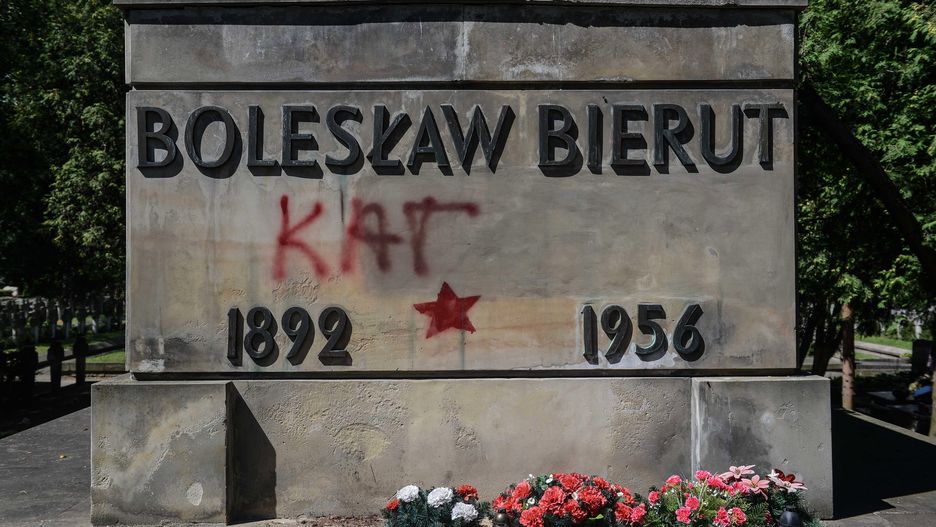 BOLESŁAW BIERUT
KAT
1892 1956